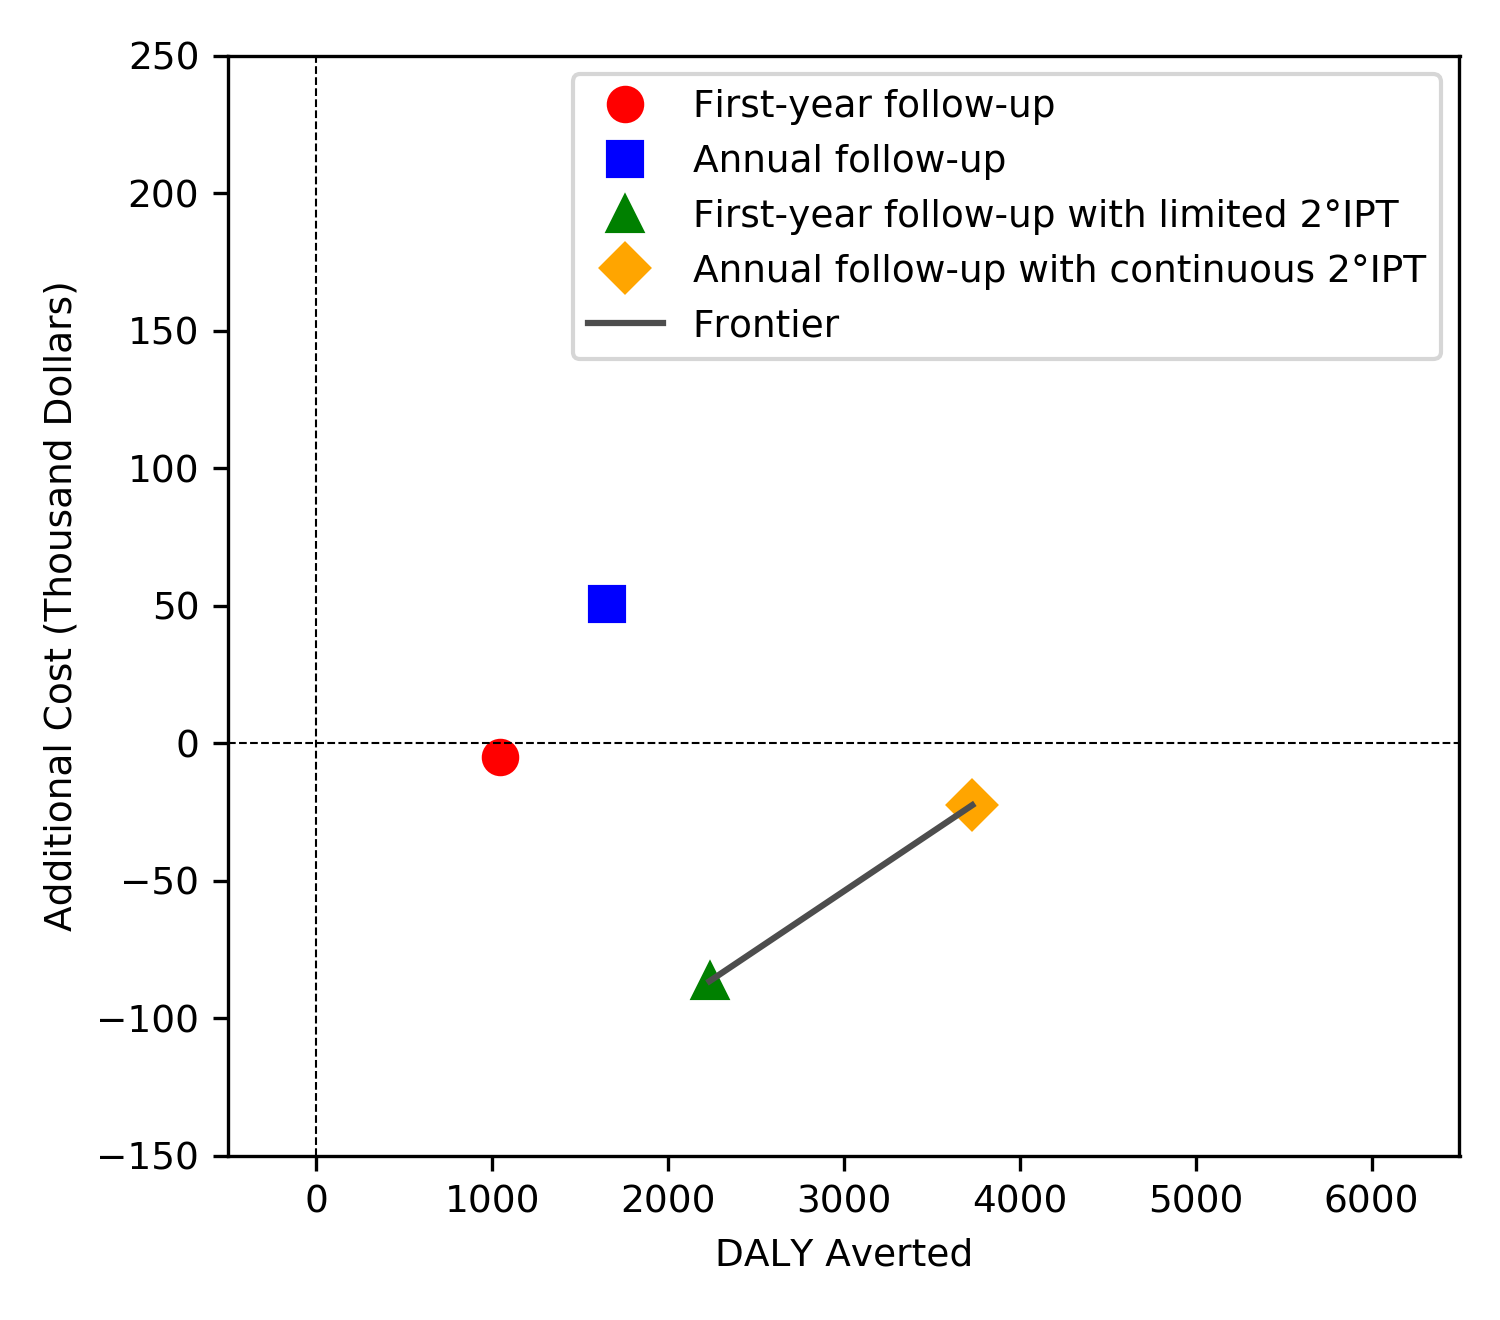 250
200
150
100
50
0
−50
−100
−150
Additional Cost (Thousand Dollars)
First-year follow-up
Annual follow-up
First-year follow-up with limited 2°IPT
Annual follow-up with continuous 2°IPT
Frontier
0 1000 2000 3000 4000 5000 6000
DALY Averted